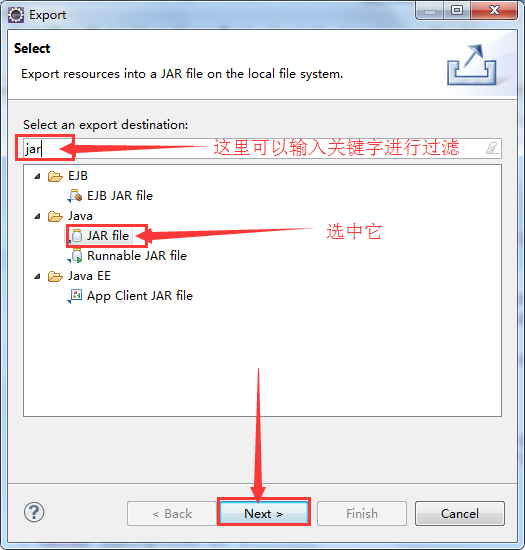 Export
Select
Export resources into a JAR file on the local file system.
Select an export destination:
jar
这里可以输入关键字进行过滤
EJB
EJB JAR file
Java
JAR file
选中它
Runnable JAR file
Java EE
App Client JAR file
?
< Back
Next >
Finish
Cancel